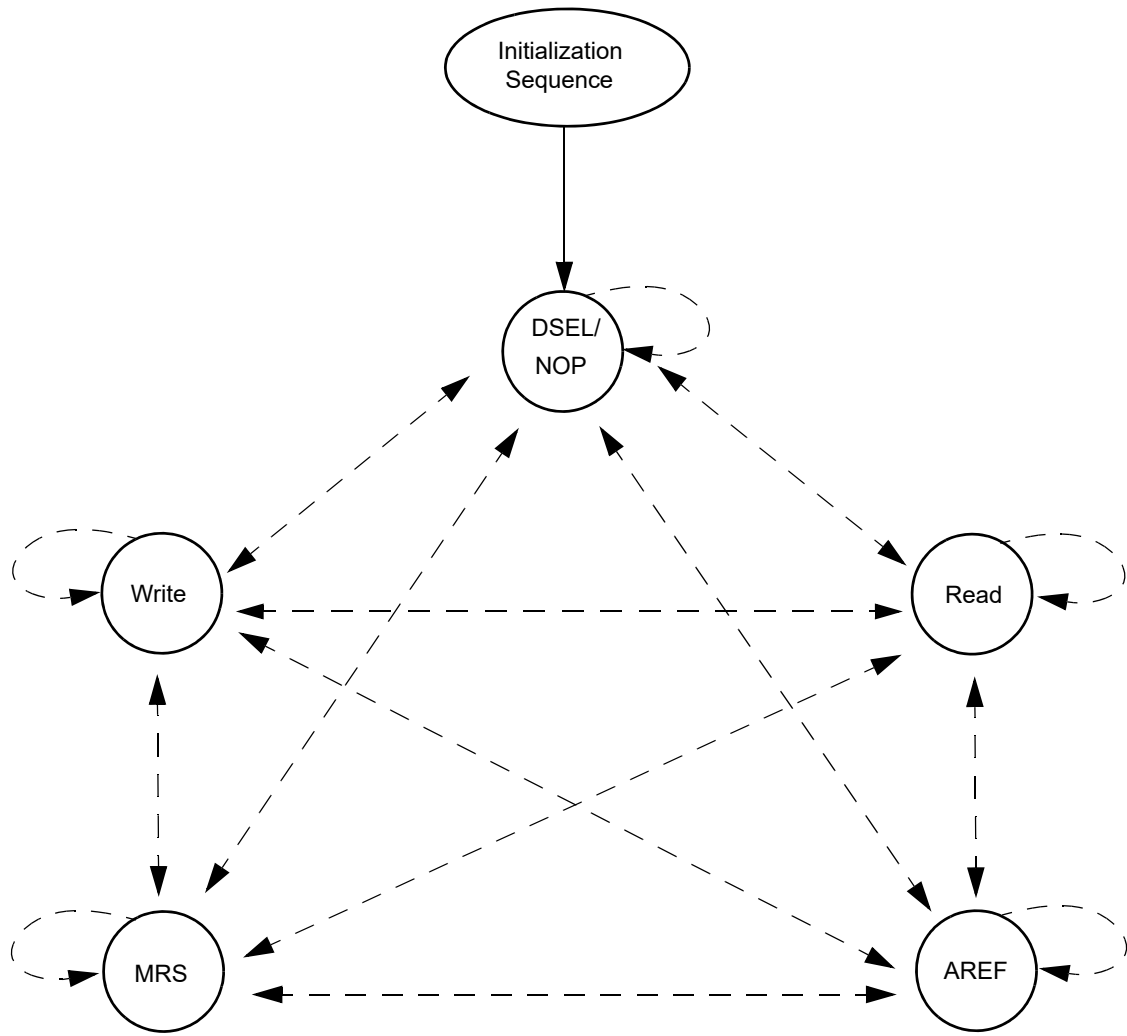 Initialization
Sequence
DSEL/
NOP
Write
Read
MRS
AREF